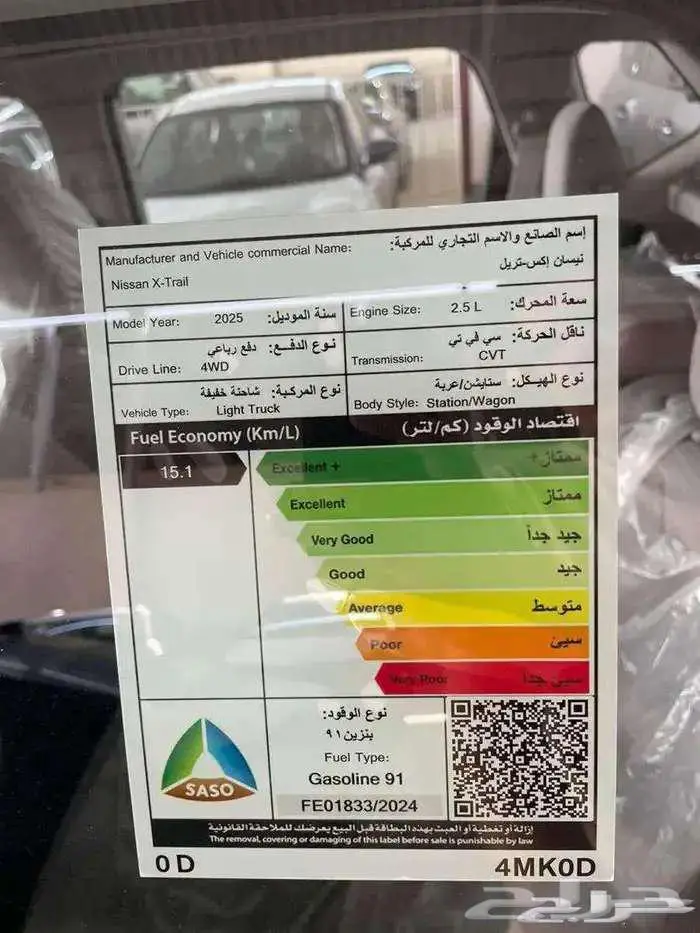 إسم الصانع والاسم التجاري للمركبة:
Manufacturer and Vehicle commercial Name:
نيسان إكس-تريل
Nissan X-Trail
سنة الموديل:
Model Year: 2025
سعة المحرك:
Engine Size: 2.5 L
نوع الدفع: دفع رباعي
Drive Line: 4WD
ناقل الحركة: سي في تي
Transmission: CVT
نوع المركبة: شاحنة خفيفة
Vehicle Type: Light Truck
نوع الهيكل: ستايشن/عربة
Body Style: Station/Wagon
Fuel Economy (Km/L) اقتصاد الوقود (كم/لتر)
15.1
Excellent + ممتاز+
Excellent ممتاز
Very Good جيد جداً
Good جيد
Average متوسط
Poor سيئ
Very Poor سيئ جداً
SASO
نوع الوقود:
بنزين ٩١
Fuel Type:
Gasoline 91
FE01833/2024
إزالة أو تغطية أو العبث بهذه البطاقة قبل البيع يعرضك للملاحقة القانونية
The removal, covering or damaging of this label before sale is punishable by law
0 D 4MK0D
حراج